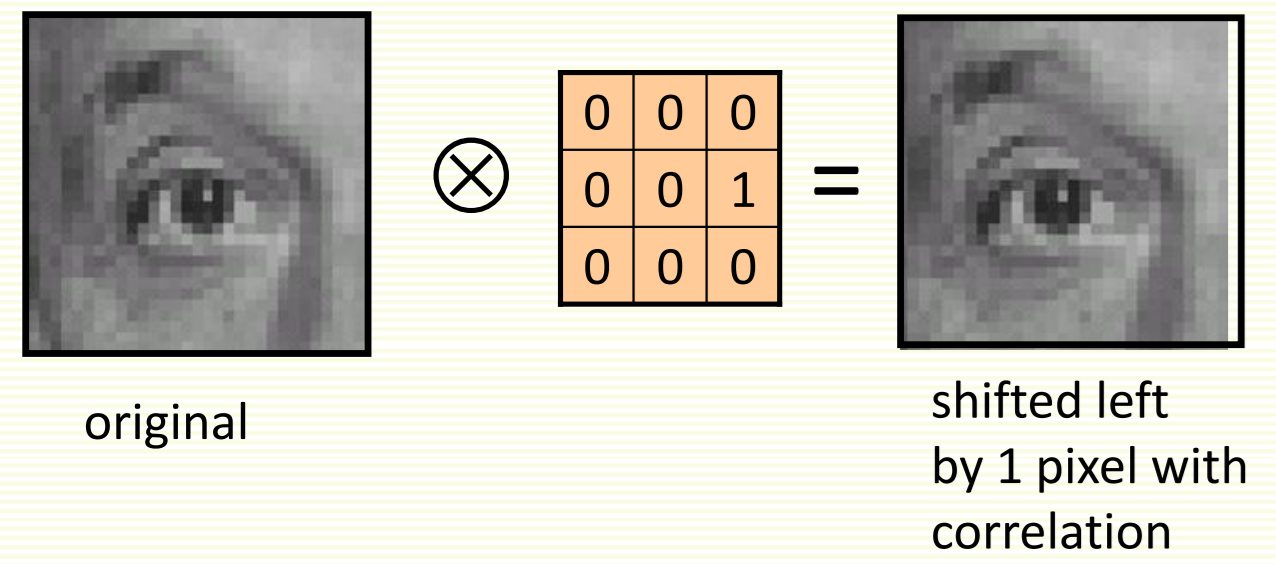 ⊗
0 0 0
0 0 1
0 0 0
=
original
shifted left
by 1 pixel with
correlation